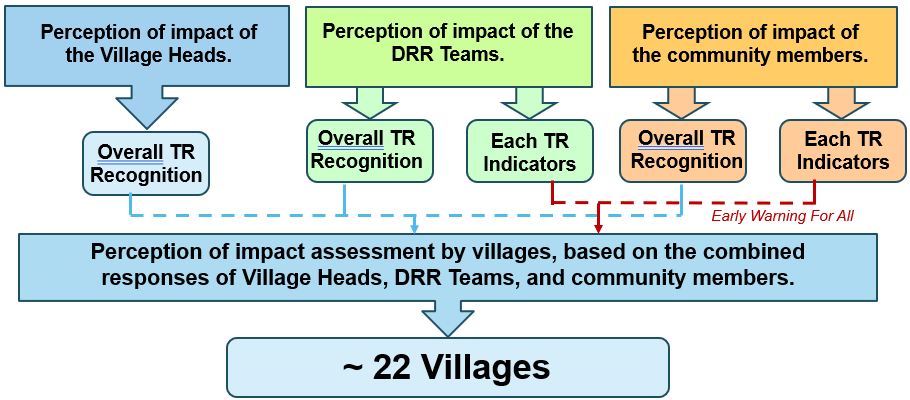 Perception of impact of
the Village Heads.
Perception of impact of the
DRR Teams.
Perception of impact of
the community members.
Overall TR
Recognition
Overall TR
Recognition
Each TR
Indicators
Overall TR
Recognition
Each TR
Indicators
Early Warning For All
Perception of impact assessment by villages, based on the combined
responses of Village Heads, DRR Teams, and community members.
~ 22 Villages